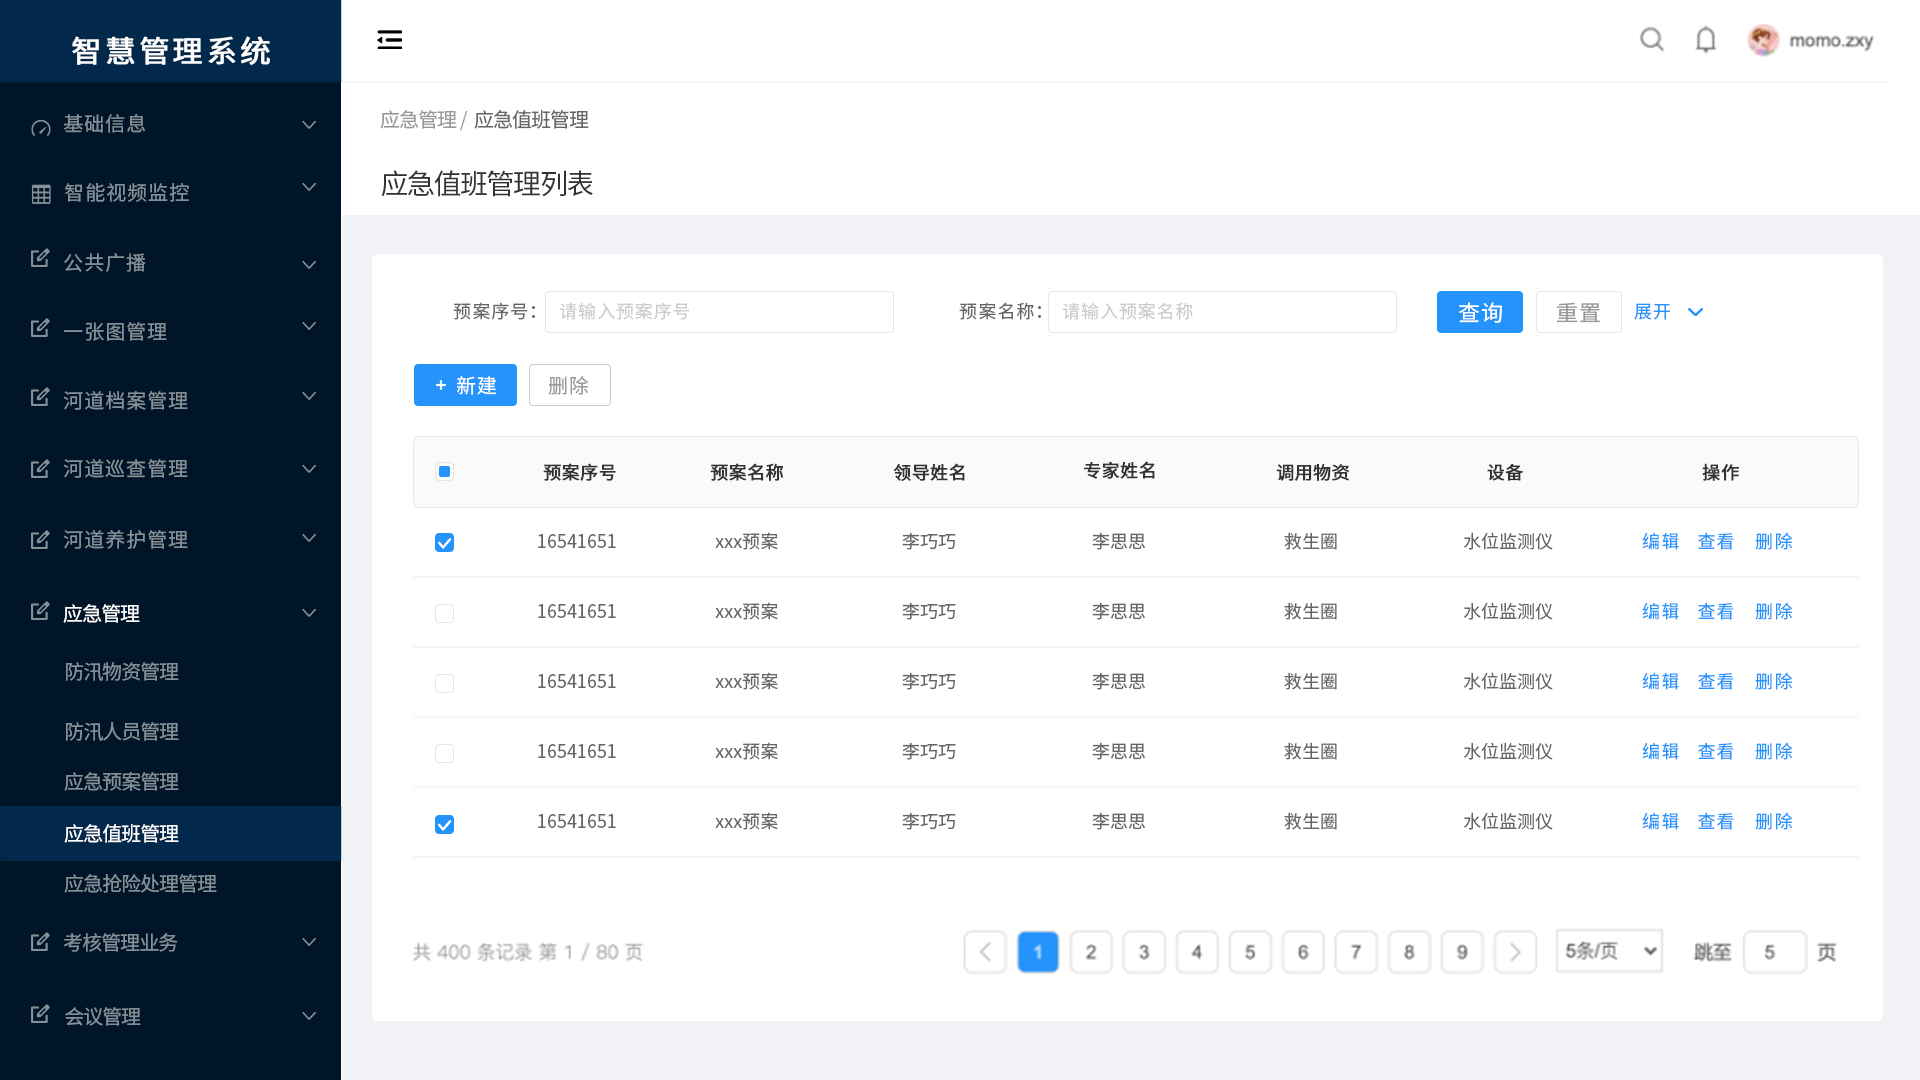 智慧管理系统
基础信息
智能视频监控
公共广播
一张图管理
河道档案管理
河道巡查管理
河道养护管理
应急管理
防汛物资管理
防汛人员管理
应急预案管理
应急值班管理
应急抢险处理管理
考核管理业务
会议管理
momo.zxy
应急管理/ 应急值班管理
应急值班管理列表
预案序号: 请输入预案序号 预案名称: 请输入预案名称 查询 重置 展开
+ 新建 删除
预案序号 预案名称 领导姓名 专家姓名 调用物资 设备 操作
16541651 xxx预案 李巧巧 李思思 救生圈 水位监测仪 编辑 查看 删除
16541651 xxx预案 李巧巧 李思思 救生圈 水位监测仪 编辑 查看 删除
16541651 xxx预案 李巧巧 李思思 救生圈 水位监测仪 编辑 查看 删除
16541651 xxx预案 李巧巧 李思思 救生圈 水位监测仪 编辑 查看 删除
16541651 xxx预案 李巧巧 李思思 救生圈 水位监测仪 编辑 查看 删除
共 400 条记录 第 1 / 80 页 1 2 3 4 5 6 7 8 9 5条/页 跳至 5 页